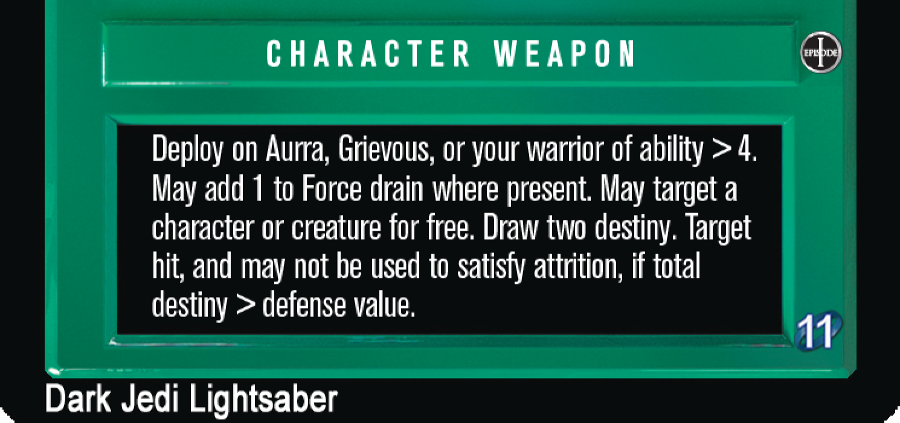 CHARACTER WEAPON
EPISODE
I
Deploy on Aurra, Grievous, or your warrior of ability > 4.
May add 1 to Force drain where present. May target a
character or creature for free. Draw two destiny. Target
hit, and may not be used to satisfy attrition, if total
destiny > defense value.
11
Dark Jedi Lightsaber